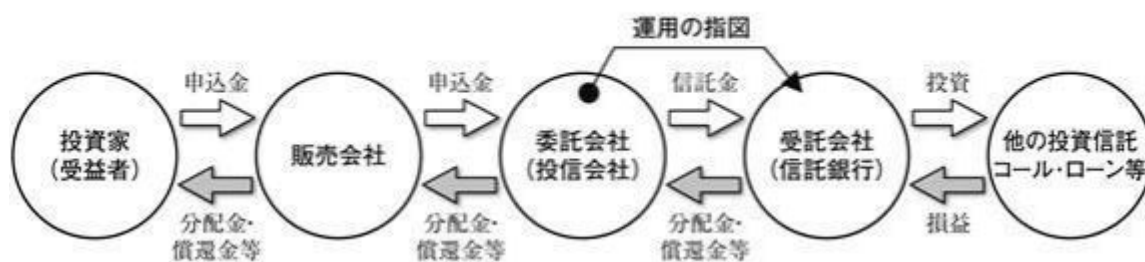 運用の指図
申込金
申込金
信託金
投資
投資家
(受益者)
販売会社
委託会社
(投信会社)
受託会社
(信託銀行)
他の投資信託
コール・ローン等
分配金・
償還金等
分配金・
償還金等
分配金・
償還金等
損益